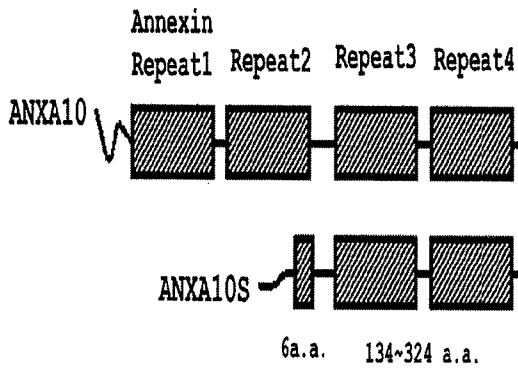 Annexin
Repeat1 Repeat2 Repeat3 Repeat4
ANXA10
ANXA10S
6a.a. 134~324 a.a.